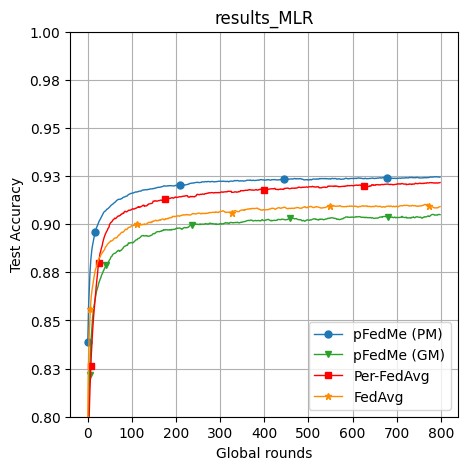 results_MLR
1.00
0.98
0.95
0.93
0.90
0.88
0.85
0.83
0.80
Test Accuracy
pFedMe (PM)
pFedMe (GM)
Per-FedAvg
FedAvg
0 100 200 300 400 500 600 700 800
Global rounds